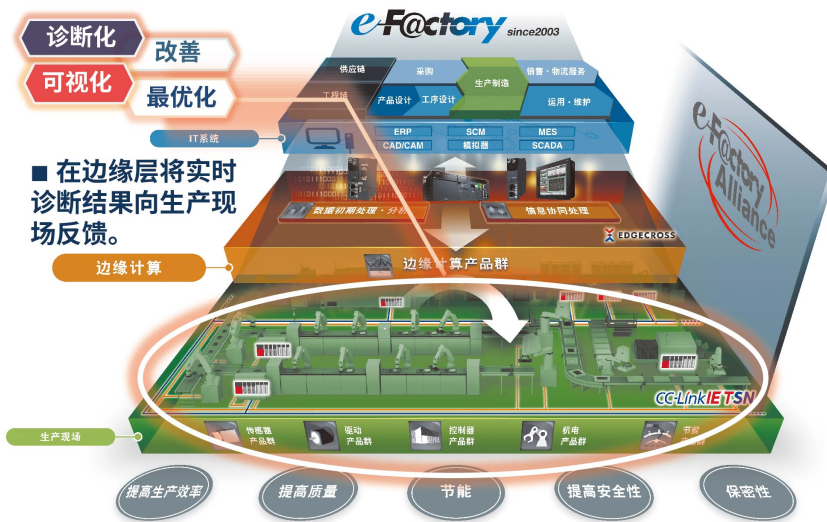 e-F@ctory since2003
诊断化
改善
可视化
最优化
供应链
采购
生产制造
销售・物流服务
工程链
产品设计
工序设计
运用・维护
IT系统
ERP
SCM
MES
CAD/CAM
模拟器
SCADA
■ 在边缘层将实时
诊断结果向生产现
场反馈。
数据初期处理・分析
信息协同处理
EDGECROSS
边缘计算
边缘计算产品群
e-F@ctory
Alliance
CC-Link IE TSN
生产现场
传感器
产品群
驱动
产品群
控制器
产品群
机电
产品群
节能
产品群
提高生产效率
提高质量
节能
提高安全性
保密性